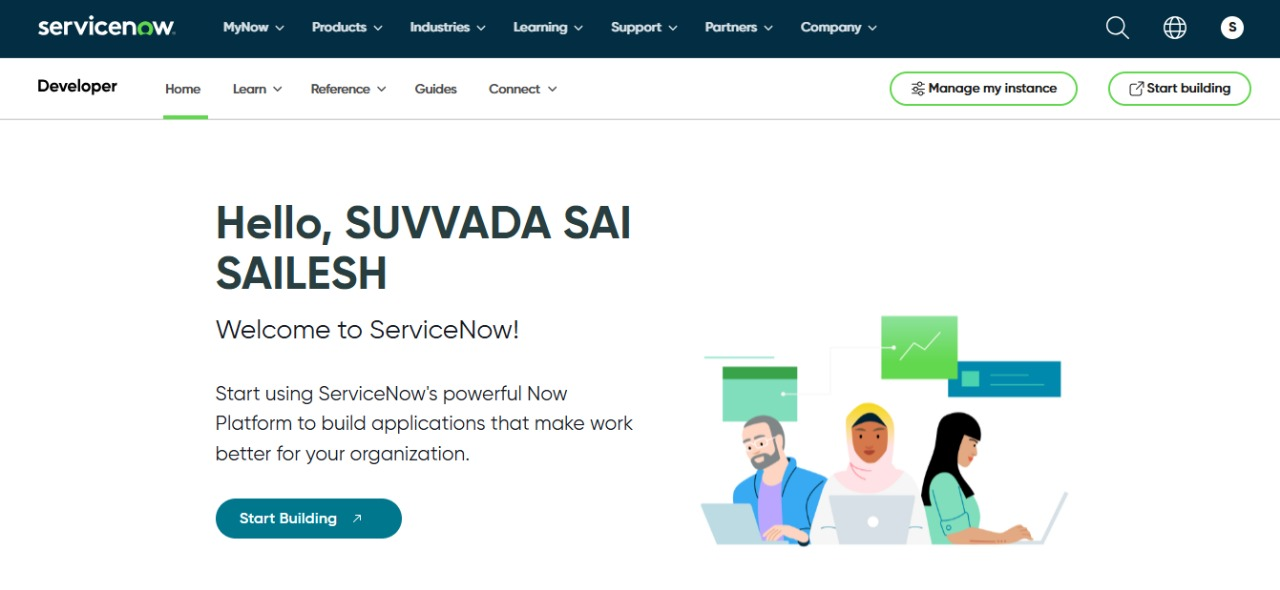 servicenow MyNow Products Industries Learning Support Partners Company S
Developer Home Learn Reference Guides Connect Manage my instance Start building
Hello, SUVVADA SAI
SAILESH
Welcome to ServiceNow!
Start using ServiceNow's powerful Now
Platform to build applications that make work
better for your organization.
Start Building